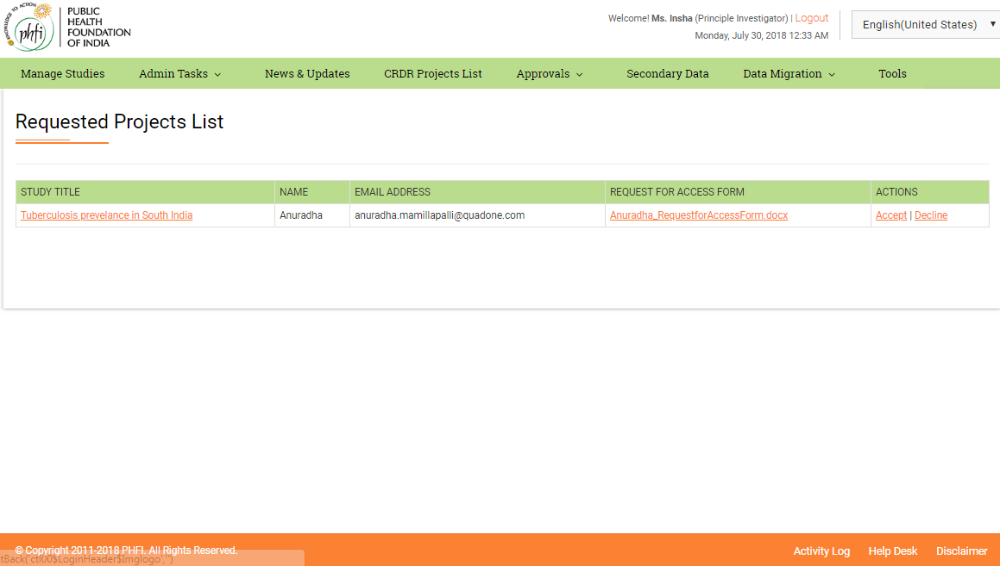 KNOWLEDGE TO ACTION
phfi
PUBLIC
HEALTH
FOUNDATION
OF INDIA
Welcome! Ms. Insha (Principle Investigator) | Logout
Monday, July 30, 2018 12:33 AM
English(United States)
Manage Studies Admin Tasks News & Updates CRDR Projects List Approvals Secondary Data Data Migration Tools
Requested Projects List
STUDY TITLE NAME EMAIL ADDRESS REQUEST FOR ACCESS FORM ACTIONS
Tuberculosis prevelance in South India Anuradha anuradha.mamillapalli@quadone.com Anuradha_RequestforAccessForm.docx Accept | Decline
© Copyright 2011-2018 PHFI. All Rights Reserved. Activity Log Help Desk Disclaimer
tBack('ctl00$LoginHeader$Imglogo','')